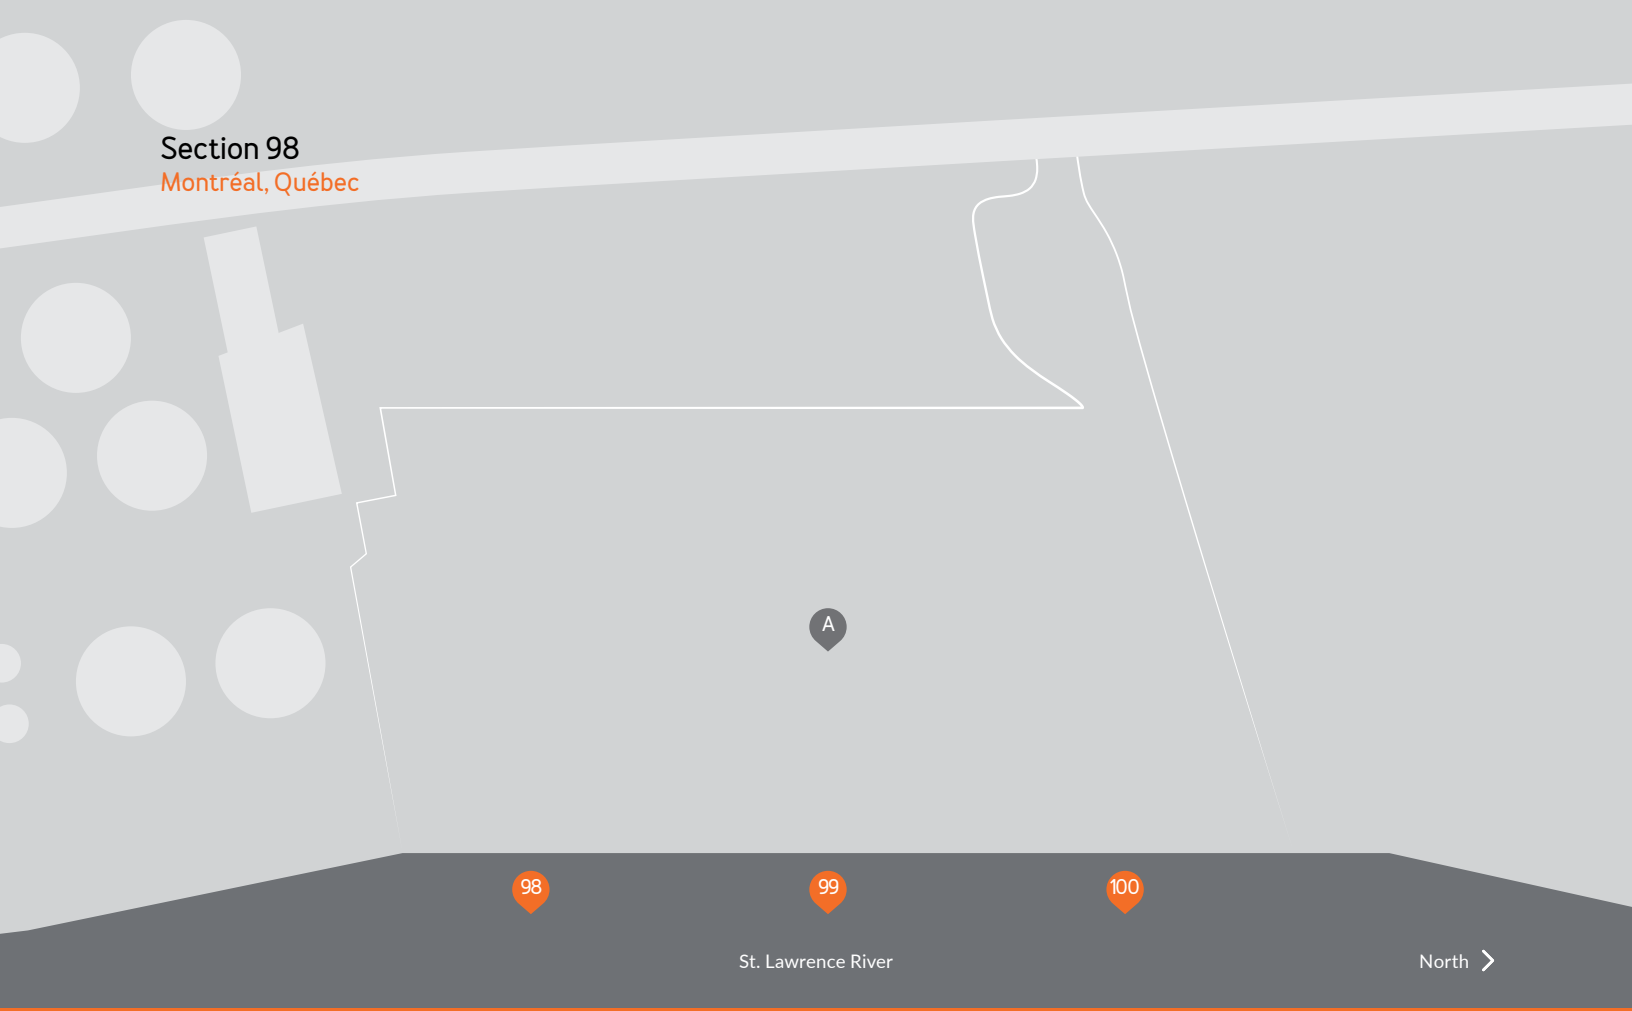 Section 98
Montréal, Québec
A
98
99
100
St. Lawrence River
North